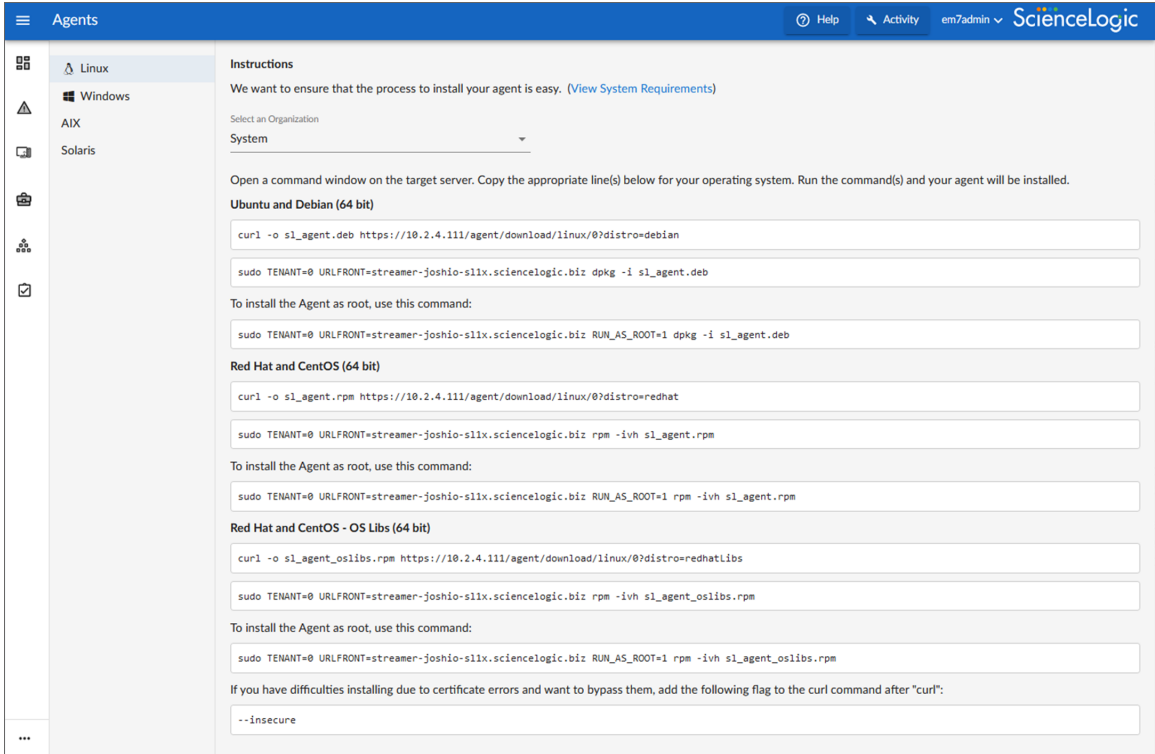 Agents
Help
Activity
em7admin
ScienceLogic
Linux
Windows
AIX
Solaris
Instructions
We want to ensure that the process to install your agent is easy. (View System Requirements)
Select an Organization
System
Open a command window on the target server. Copy the appropriate line(s) below for your operating system. Run the command(s) and your agent will be installed.
Ubuntu and Debian (64 bit)
curl -o sl_agent.deb https://10.2.4.111/agent/download/linux/0?distro=debian
sudo TENANT=0 URLFRONT=streamer-joshio-sl1x.sciencelogic.biz dpkg -i sl_agent.deb
To install the Agent as root, use this command:
sudo TENANT=0 URLFRONT=streamer-joshio-sl1x.sciencelogic.biz RUN_AS_ROOT=1 dpkg -i sl_agent.deb
Red Hat and CentOS (64 bit)
curl -o sl_agent.rpm https://10.2.4.111/agent/download/linux/0?distro=redhat
sudo TENANT=0 URLFRONT=streamer-joshio-sl1x.sciencelogic.biz rpm -ivh sl_agent.rpm
To install the Agent as root, use this command:
sudo TENANT=0 URLFRONT=streamer-joshio-sl1x.sciencelogic.biz RUN_AS_ROOT=1 rpm -ivh sl_agent.rpm
Red Hat and CentOS - OS Libs (64 bit)
curl -o sl_agent_oslibs.rpm https://10.2.4.111/agent/download/linux/0?distro=redhatLibs
sudo TENANT=0 URLFRONT=streamer-joshio-sl1x.sciencelogic.biz rpm -ivh sl_agent_oslibs.rpm
To install the Agent as root, use this command:
sudo TENANT=0 URLFRONT=streamer-joshio-sl1x.sciencelogic.biz RUN_AS_ROOT=1 rpm -ivh sl_agent_oslibs.rpm
If you have difficulties installing due to certificate errors and want to bypass them, add the following flag to the curl command after "curl":
--insecure